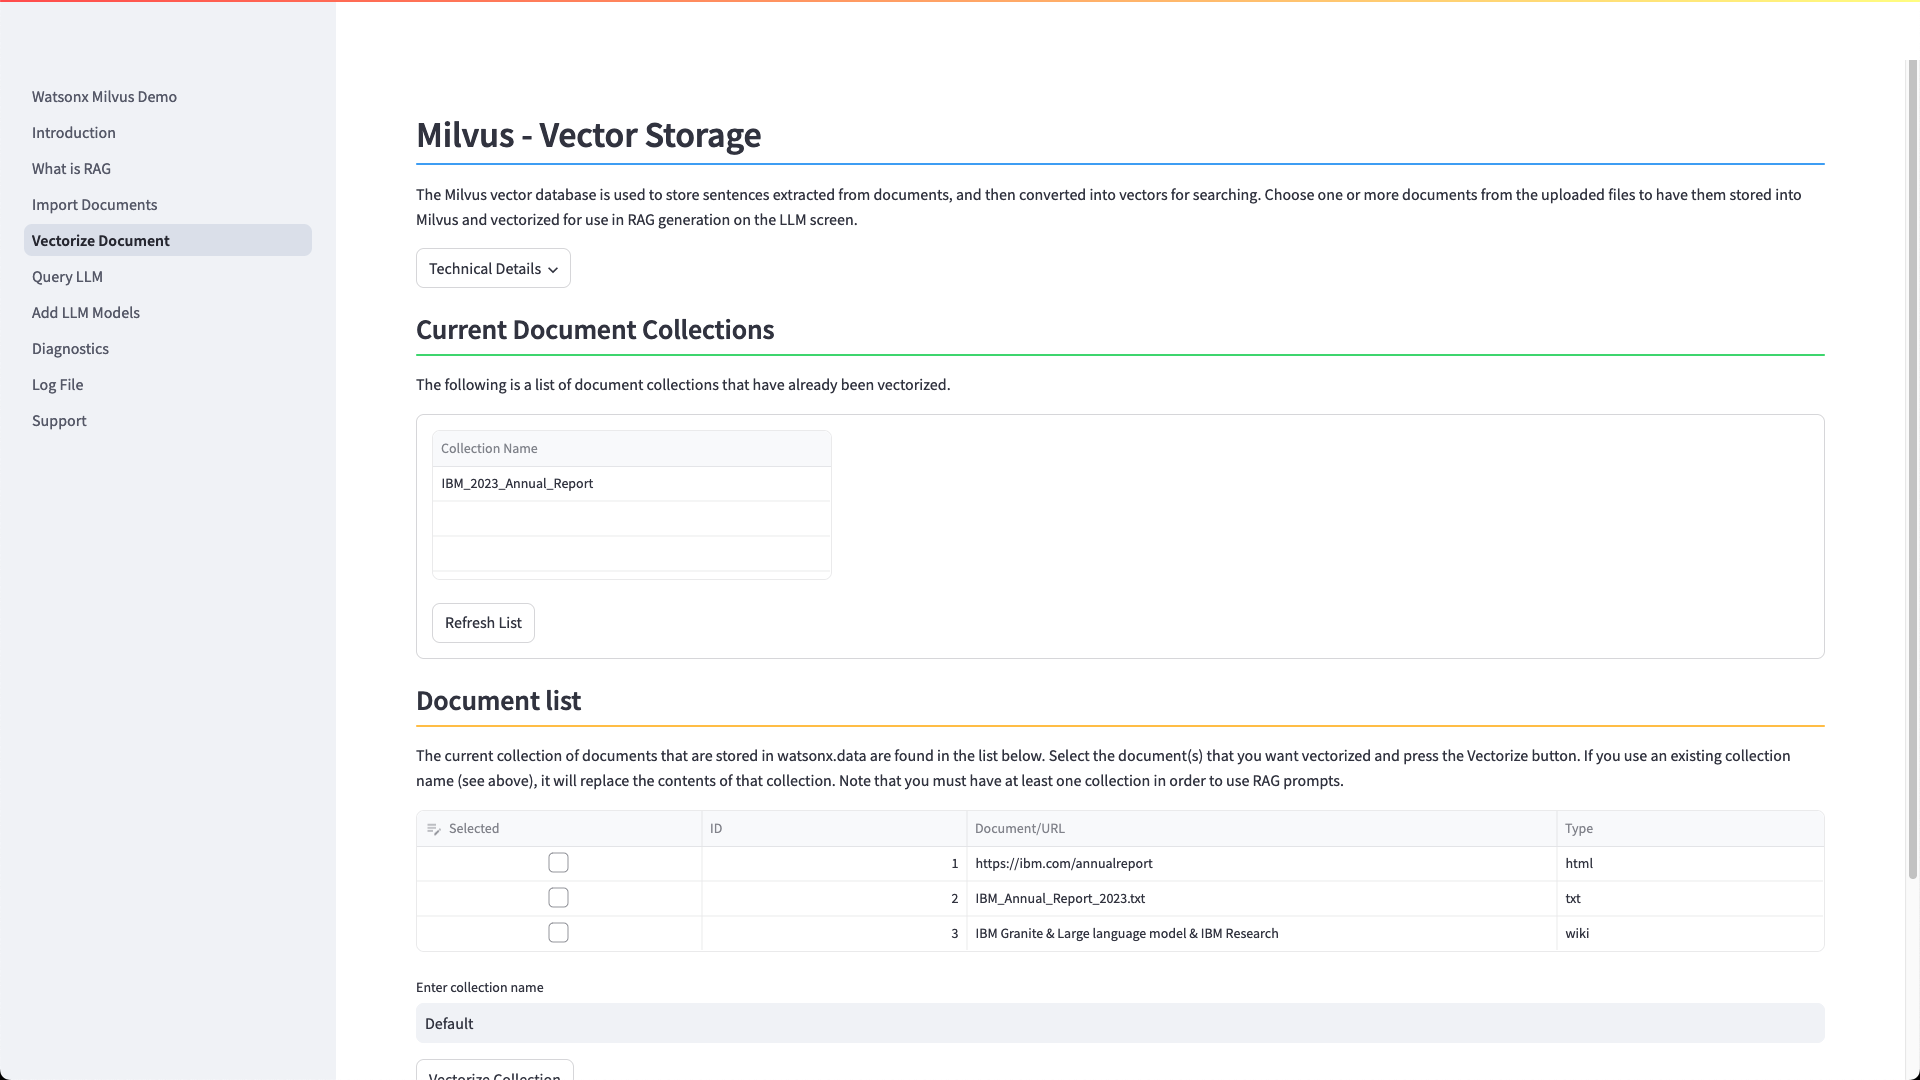 Watsonx Milvus Demo
Introduction
What is RAG
Import Documents
Vectorize Document
Query LLM
Add LLM Models
Diagnostics
Log File
Support
Milvus - Vector Storage
The Milvus vector database is used to store sentences extracted from documents, and then converted into vectors for searching. Choose one or more documents from the uploaded files to have them stored into
Milvus and vectorized for use in RAG generation on the LLM screen.
Technical Details
Current Document Collections
The following is a list of document collections that have already been vectorized.
Collection Name
IBM_2023_Annual_Report
Refresh List
Document list
The current collection of documents that are stored in watsonx.data are found in the list below. Select the document(s) that you want vectorized and press the Vectorize button. If you use an existing collection
name (see above), it will replace the contents of that collection. Note that you must have at least one collection in order to use RAG prompts.
Selected ID Document/URL Type
1 https://ibm.com/annualreport html
2 IBM_Annual_Report_2023.txt txt
3 IBM Granite & Large language model & IBM Research wiki
Enter collection name
Default
Vectorize Collection